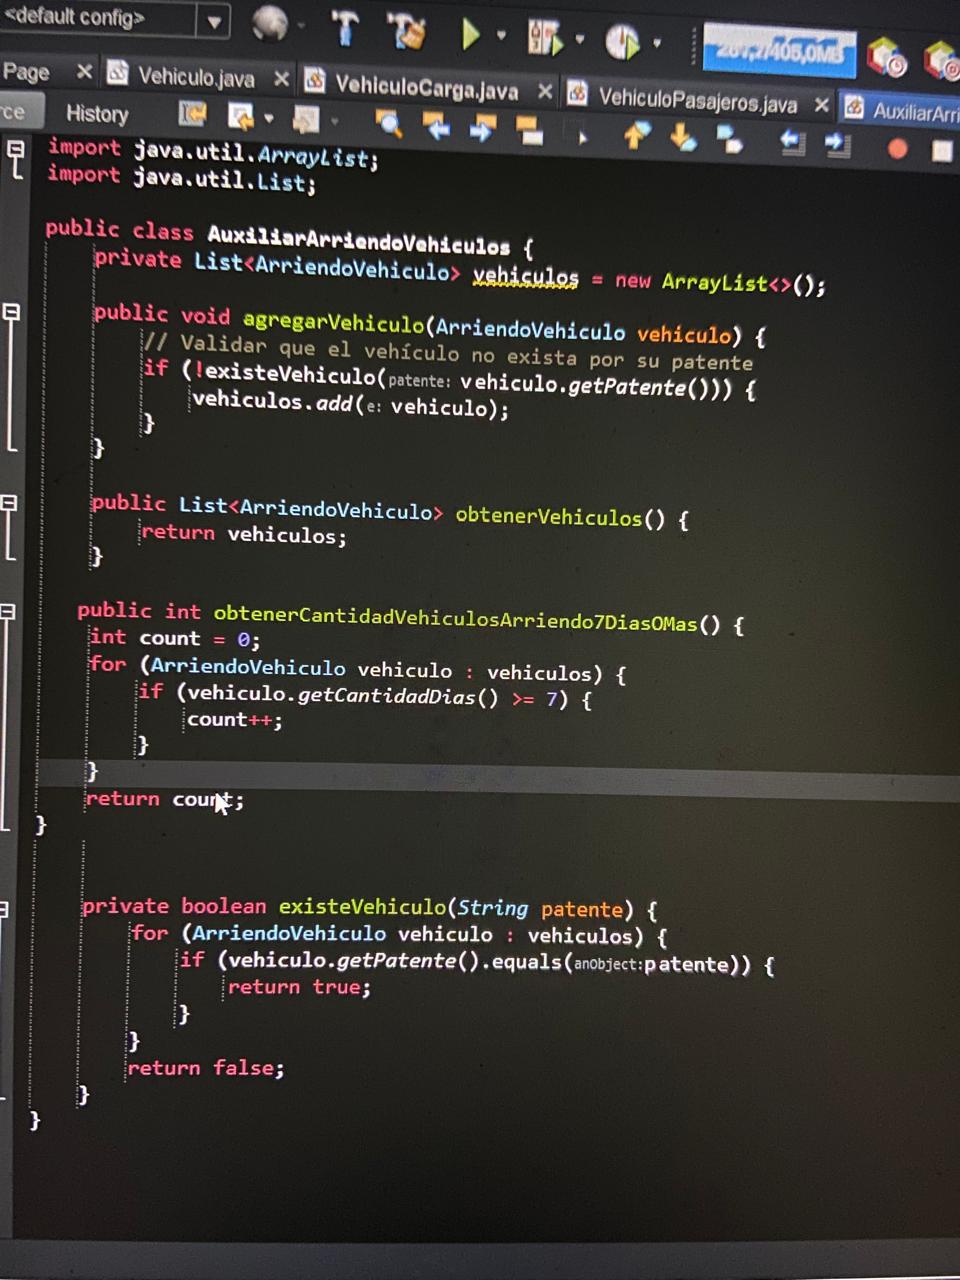 <default config>
Page
Vehiculo.java
VehiculoCarga.java
VehiculoPasajeros.java
AuxiliarArri
rce
History
import java.util.ArrayList;
import java.util.List;
public class AuxiliarArriendoVehiculos {
private List<ArriendoVehiculo> vehiculos = new ArrayList<>();
public void agregarVehiculo(ArriendoVehiculo vehiculo) {
// Validar que el vehículo no exista por su patente
if (!existeVehiculo(patente: vehiculo.getPatente())) {
vehiculos.add(e: vehiculo);
}
}
public List<ArriendoVehiculo> obtenerVehiculos() {
return vehiculos;
}
public int obtenerCantidadVehiculosArriendo7DiasOMas() {
int count = 0;
for (ArriendoVehiculo vehiculo : vehiculos) {
if (vehiculo.getCantidadDias() >= 7) {
count++;
}
}
return count;
}
private boolean existeVehiculo(String patente) {
for (ArriendoVehiculo vehiculo : vehiculos) {
if (vehiculo.getPatente().equals(anObject:patente)) {
return true;
}
}
return false;
}
}